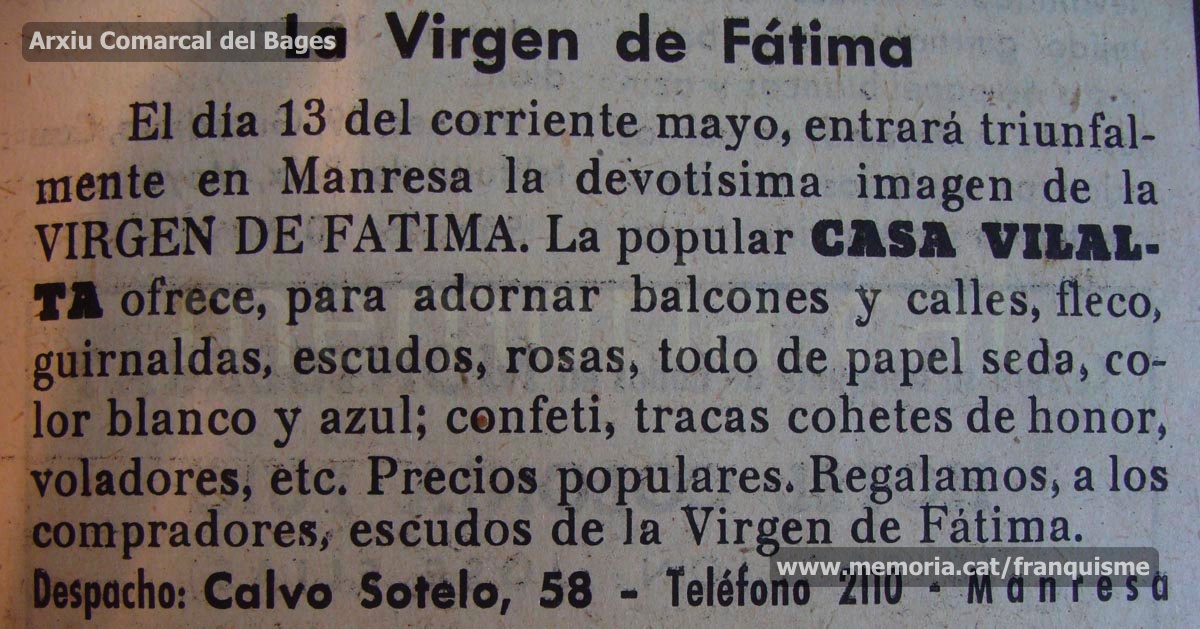 Arxiu Comarcal del Bages
La Virgen de Fátima
El día 13 del corriente mayo, entrará triunfal-
mente en Manresa la devotísima imagen de la
VIRGEN DE FATIMA. La popular CASA VILAL-
TA ofrece, para adornar balcones y calles, fleco,
guirnaldas, escudos, rosas, todo de papel seda, co-
lor blanco y azul; confeti, tracas cohetes de honor,
voladores, etc. Precios populares. Regalamos, a los
compradores, escudos de la Virgen de Fátima.
www.memoria.cat/franquisme
Despacho: Calvo Sotelo, 58 - Teléfono 2110 - Manresa